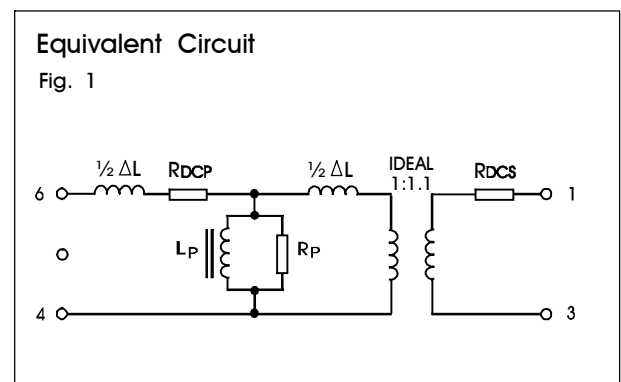 Equivalent Circuit
Fig. 1
½ ΔL RDCP ½ ΔL IDEAL 1:1.1 RDCS
6 1
LP RP
4 3